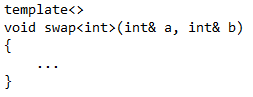 template<>
void swap<int>(int& a, int& b)
{
    ...
}